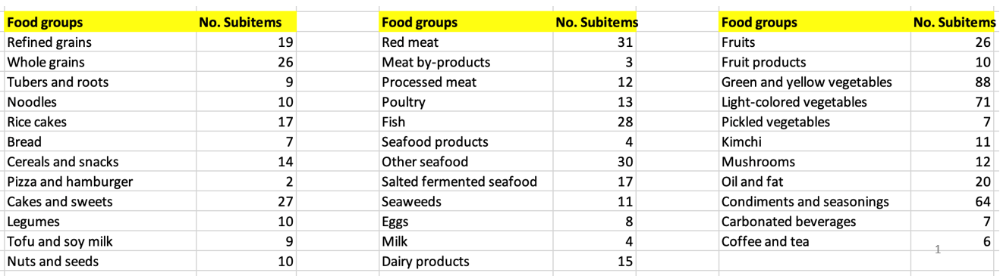 Food groups No. Subitems Food groups No. Subitems Food groups No. Subitems
Refined grains 19 Red meat 31 Fruits 26
Whole grains 26 Meat by-products 3 Fruit products 10
Tubers and roots 9 Processed meat 12 Green and yellow vegetables 88
Noodles 10 Poultry 13 Light-colored vegetables 71
Rice cakes 17 Fish 28 Pickled vegetables 7
Bread 7 Seafood products 4 Kimchi 11
Cereals and snacks 14 Other seafood 30 Mushrooms 12
Pizza and hamburger 2 Salted fermented seafood 17 Oil and fat 20
Cakes and sweets 27 Seaweeds 11 Condiments and seasonings 64
Legumes 10 Eggs 8 Carbonated beverages 7
Tofu and soy milk 9 Milk 4 Coffee and tea 6
1
Nuts and seeds 10 Dairy products 15